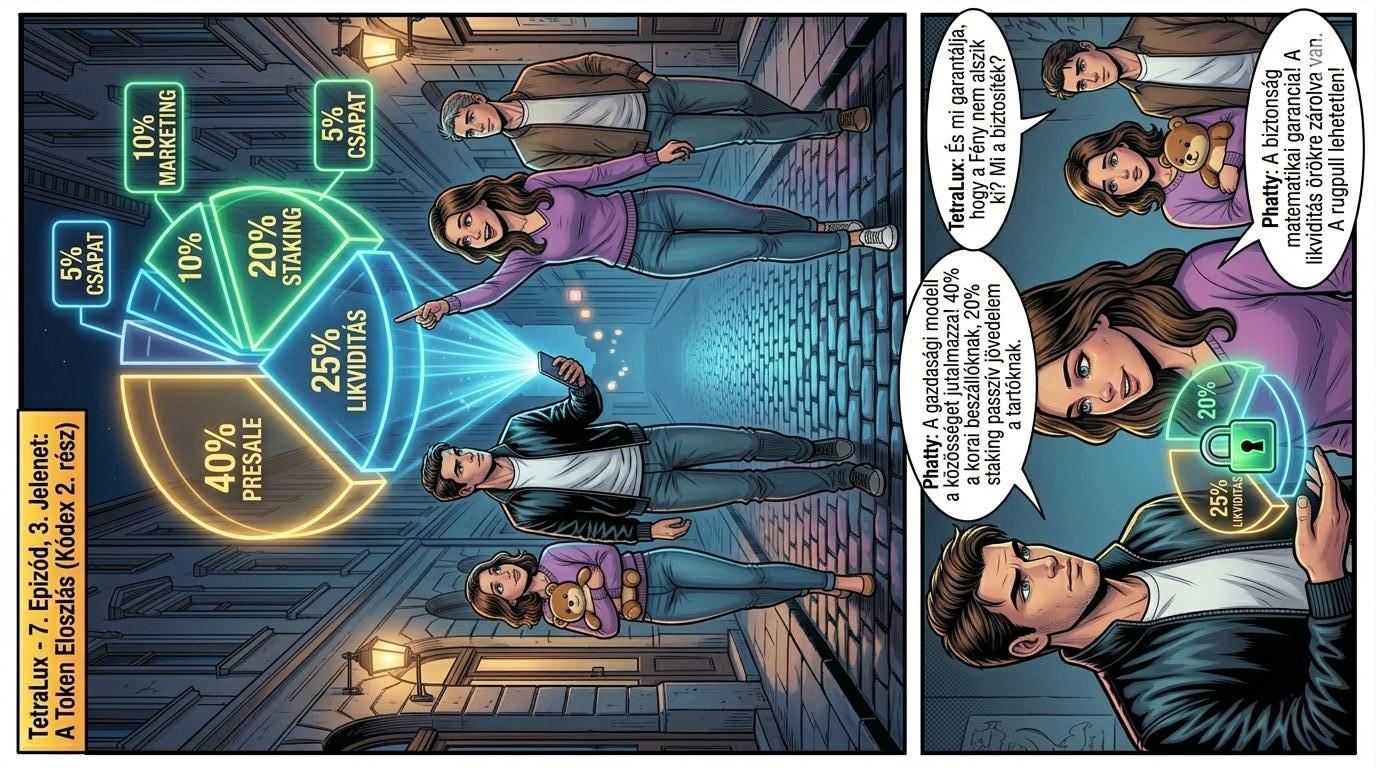 TetraLux - 7. Epizód, 3. Jelenet:
A Token Eloszlás (Kódex 2. rész)
40%
PRESALE
25%
LIKVIDITÁS
5%
CSAPAT
10%
10%
MARKETING
20%
STAKING
5%
CSAPAT
Phatty: A gazdasági modell
a közösséget jutalmazza! 40%
a korai beszállóknak, 20%
staking passzív jövedelem
a tartóknak.
TetraLux: És mi garantálja,
hogy a Fény nem alszik
ki? Mi a biztosíték?
Phatty: A biztonság
matematikai garancia! A
likviditás örökre zárolva van.
A rugpull lehetetlen!
25%
LIKVIDITÁS
20%